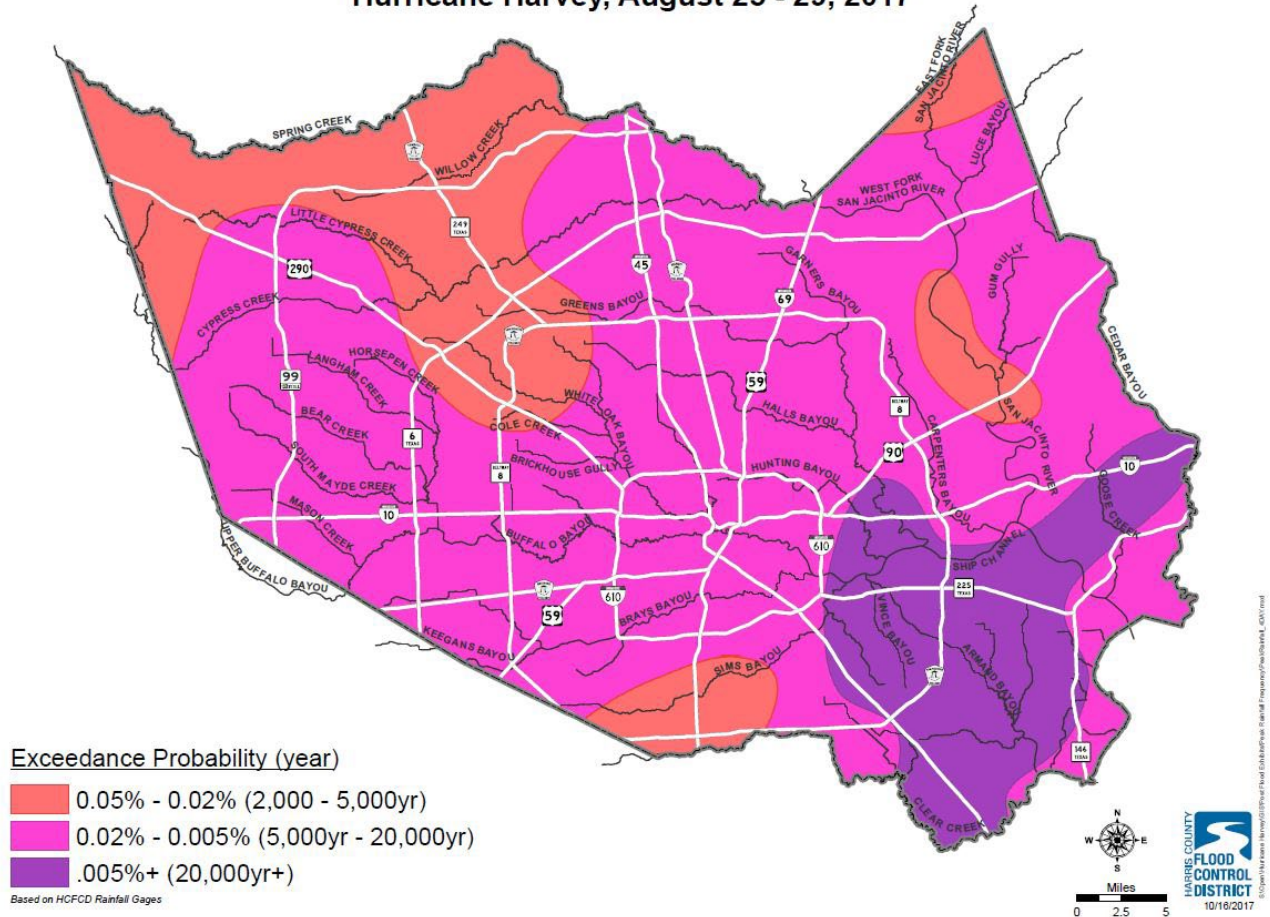 Hurricane Harvey, August 25 - 29, 2017
EAST FORK
SAN JACINTO RIVER
SPRING CREEK
WILLOW CREEK
LUCE BAYOU
WEST FORK
SAN JACINTO RIVER
LITTLE CYPRESS CREEK
249
TEXAS
290
45
GARNERS BAYOU
GUM GULLY
CYPRESS CREEK
GREENS BAYOU
69
CEDAR BAYOU
HORSEPEN CREEK
LANGHAM CREEK
99
59
WHITE OAK BAYOU
HALLS BAYOU
BELTWAY
8
SAN JACINTO RIVER
BEAR CREEK
6
TEXAS
COLE CREEK
CARPENTERS BAYOU
90
SOUTH MAYDE CREEK
BRICKHOUSE GULLY
BELTWAY
8
HUNTING BAYOU
10
GOOSE CREEK
MASON CREEK
10
BUFFALO BAYOU
610
SHIP CHANNEL
UPPER BUFFALO BAYOU
225
TEXAS
610
59
BRAYS BAYOU
VINCE BAYOU
KEEGANS BAYOU
SIMS BAYOU
ARMAND BAYOU
146
TEXAS
CLEAR CREEK
Exceedance Probability (year)
0.05% - 0.02% (2,000 - 5,000yr)
0.02% - 0.005% (5,000yr - 20,000yr)
.005%+ (20,000yr+)
Based on HCFCD Rainfall Gages
N
W
E
S
Miles
0 2.5 5
HARRIS COUNTY
FLOOD
CONTROL
DISTRICT
10/16/2017